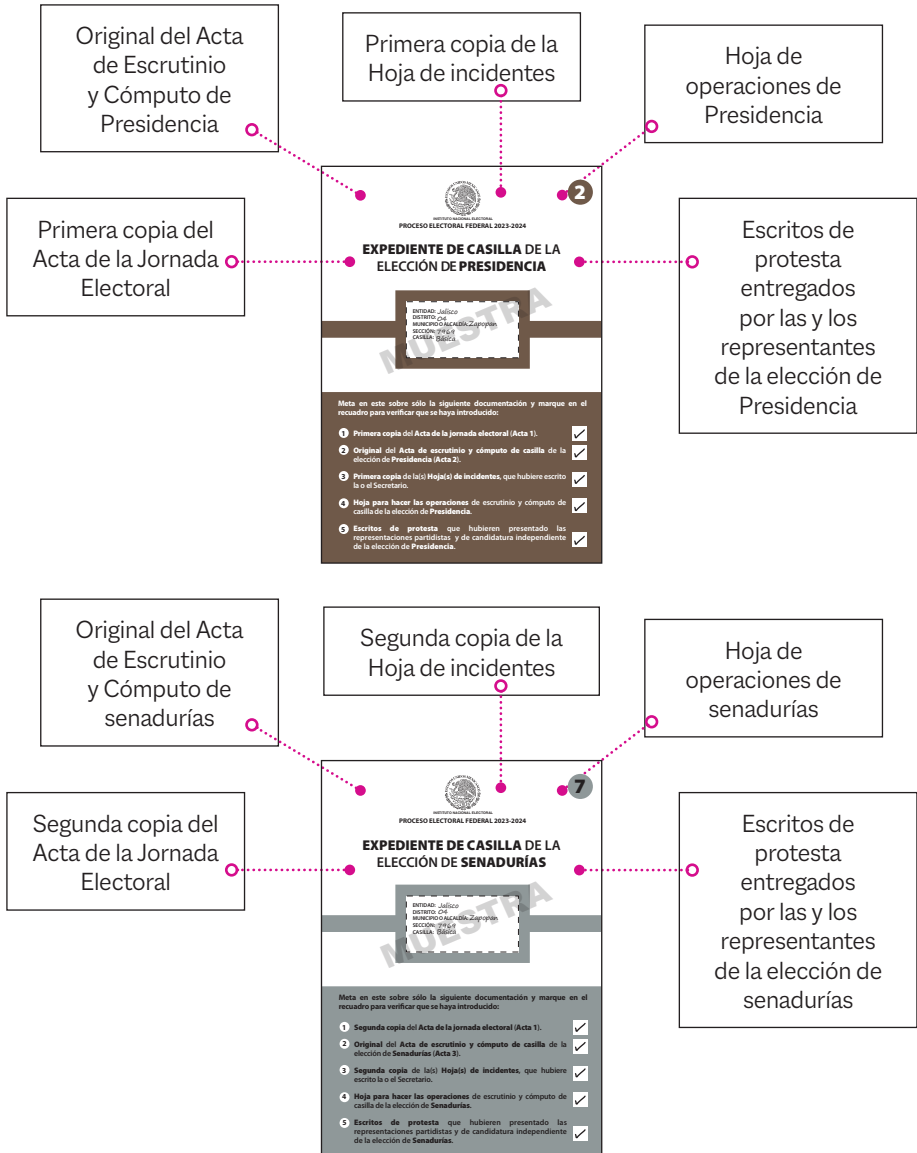 Original del Acta
de Escrutinio
y Cómputo de
Presidencia
Primera copia de la
Hoja de incidentes
Hoja de
operaciones de
Presidencia
Primera copia del
Acta de la Jornada
Electoral
Escritos de
protesta
entregados
por las y los
representantes
de la elección de
Presidencia
2
ESTADOS UNIDOS MEXICANOS
INSTITUTO NACIONAL ELECTORAL
PROCESO ELECTORAL FEDERAL 2023-2024
EXPEDIENTE DE CASILLA DE LA
ELECCIÓN DE PRESIDENCIA
ENTIDAD: Jalisco
DISTRITO: 04
MUNICIPIO O ALCALDÍA: Zapopan
SECCIÓN: 7969
CASILLA: Básica
MUESTRA
Meta en este sobre sólo la siguiente documentación y marque en el
recuadro para verificar que se haya introducido:
1 Primera copia del Acta de la jornada electoral (Acta 1).
2 Original del Acta de escrutinio y cómputo de casilla de la
elección de Presidencia (Acta 2).
3 Primera copia de la(s) Hoja(s) de incidentes, que hubiere escrito
la o el Secretario.
4 Hoja para hacer las operaciones de escrutinio y cómputo de
casilla de la elección de Presidencia.
5 Escritos de protesta que hubieren presentado las
representaciones partidistas y de candidatura independiente
de la elección de Presidencia.
Original del Acta
de Escrutinio
y Cómputo de
senadurías
Segunda copia de la
Hoja de incidentes
Hoja de
operaciones de
senadurías
Segunda copia del
Acta de la Jornada
Electoral
Escritos de
protesta
entregados
por las y los
representantes
de la elección de
senadurías
7
ESTADOS UNIDOS MEXICANOS
INSTITUTO NACIONAL ELECTORAL
PROCESO ELECTORAL FEDERAL 2023-2024
EXPEDIENTE DE CASILLA DE LA
ELECCIÓN DE SENADURÍAS
ENTIDAD: Jalisco
DISTRITO: 04
MUNICIPIO O ALCALDÍA: Zapopan
SECCIÓN: 7969
CASILLA: Básica
MUESTRA
Meta en este sobre sólo la siguiente documentación y marque en el
recuadro para verificar que se haya introducido:
1 Segunda copia del Acta de la jornada electoral (Acta 1).
2 Original del Acta de escrutinio y cómputo de casilla de la
elección de Senadurías (Acta 3).
3 Segunda copia de la(s) Hoja(s) de incidentes, que hubiere
escrito la o el Secretario.
4 Hoja para hacer las operaciones de escrutinio y cómputo de
casilla de la elección de Senadurías.
5 Escritos de protesta que hubieren presentado las
representaciones partidistas y de candidatura independiente
de la elección de Senadurías.